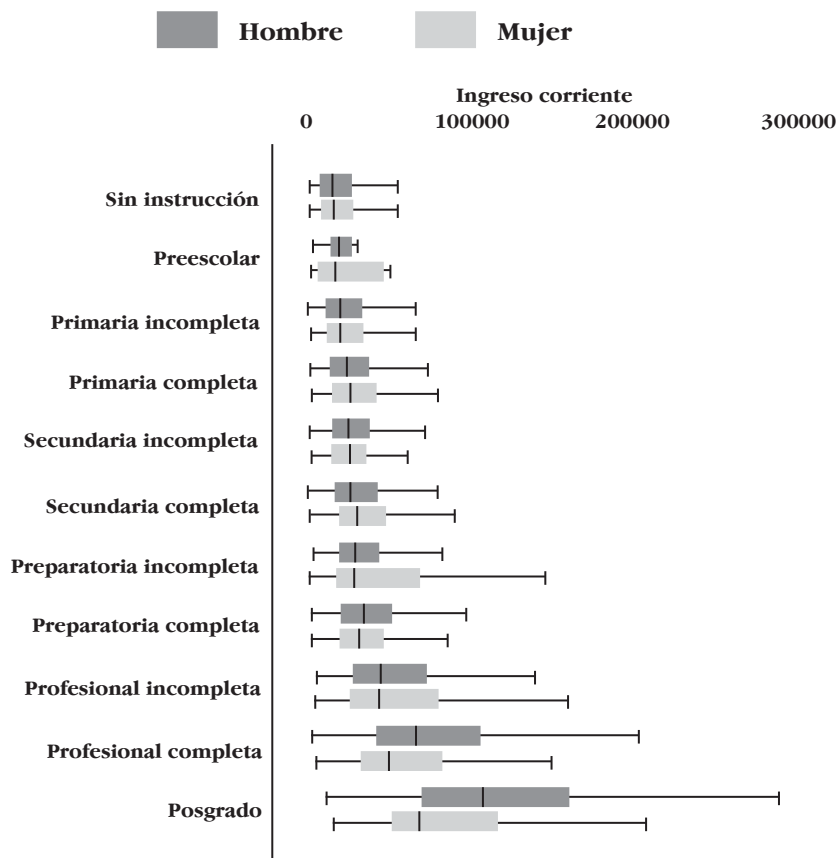 Hombre Mujer
Ingreso corriente
0 100000 200000 300000
Sin instrucción
Preescolar
Primaria incompleta
Primaria completa
Secundaria incompleta
Secundaria completa
Preparatoria incompleta
Preparatoria completa
Profesional incompleta
Profesional completa
Posgrado